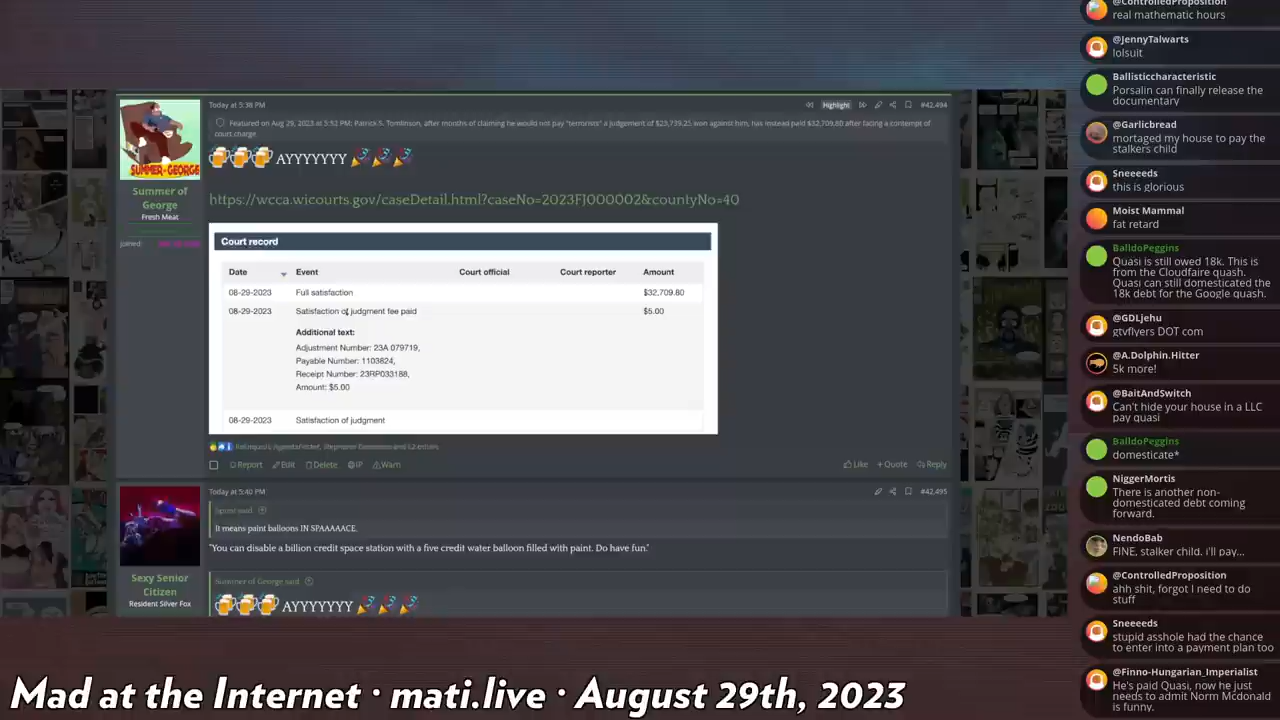 Today at 5:38 PM
Highlight
#42,494
Featured on Aug 29, 2023 at 5:52 PM: Patrick S. Tomlinson, after months of claiming he would not pay "terrorists" a judgement of $23,739.25 won against him, has instead paid $32,709.80 after facing a contempt of
court charge
🍻🍻🍻 AYYYYYYY 🎉🎉🎉
SUMMER OF GEORGE
Summer of
George
Fresh Meat
Joined:
https://wcca.wicourts.gov/caseDetail.html?caseNo=2023FJ000002&countyNo=40
Court record
Date Event Court official Court reporter Amount
08-29-2023 Full satisfaction $32,709.80
08-29-2023 Satisfaction of judgment fee paid $5.00
Additional text:
Adjustment Number: 23A 079719,
Payable Number: 1103824,
Receipt Number: 23RP033188,
Amount: $5.00
08-29-2023 Satisfaction of judgment
Report Edit Delete IP Warn
Like + Quote Reply
Today at 5:40 PM
#42,495
said:
It means paint balloons IN SPAAAAACE.
"You can disable a billion credit space station with a five credit water balloon filled with paint. Do have fun."
Sexy Senior
Citizen
Resident Silver Fox
Summer of George said:
🍻🍻🍻 AYYYYYYY 🎉🎉🎉
@ControlledProposition
real mathematic hours
@JennyTalwarts
lolsuit
Ballisticcharacteristic
Porsalin can finally release the
documentary
@Garlicbread
mortaged my house to pay the
stalkers child
Sneeeeds
this is glorious
Moist Mammal
fat retard
BalldoPeggins
Quasi is still owed 18k. This is
from the Cloudfare quash.
Quasi can still domesticated the
18k debt for the Google quash.
@GDLjehu
gtvflyers DOT com
@A.Dolphin.Hitter
5k more!
@BaitAndSwitch
Can't hide your house in a LLC
pay quasi
BalldoPeggins
domesticate*
NiggerMortis
There is another non-
domesticated debt coming
forward.
NendoBab
FINE, stalker child. i'll pay...
@ControlledProposition
ahh shit, forgot I need to do
stuff
Sneeeeds
stupid asshole had the chance
to enter into a payment plan too
@Finno-Hungarian_Imperialist
He's paid Quasi, now he just
needs to admit Norm Mcdonald
is funny.
Mad at the Internet · mati.live · August 29th, 2023